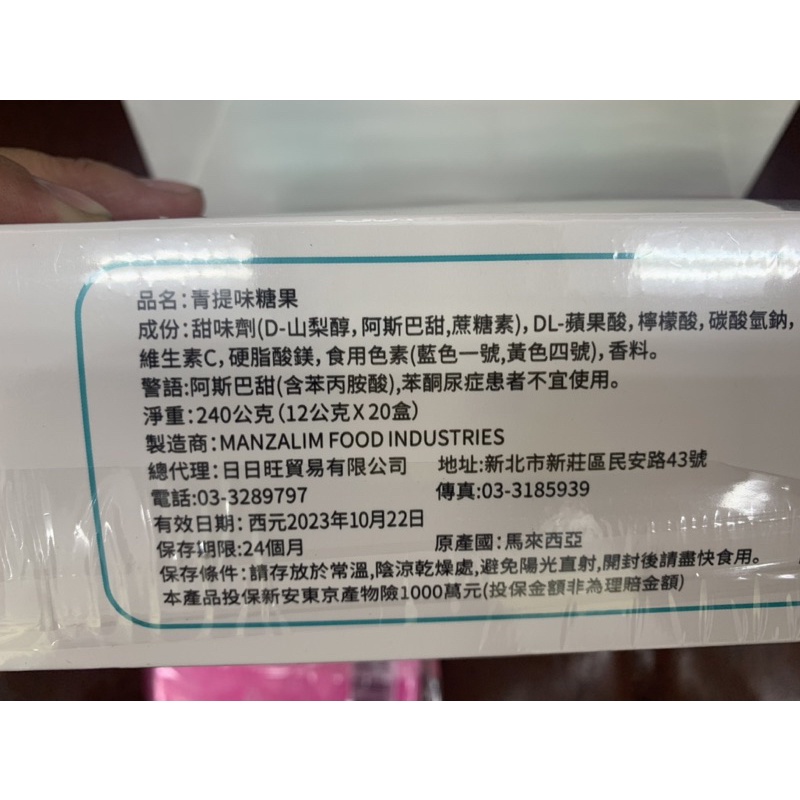 品名：青提味糖果
成份：甜味劑(D-山梨醇，阿斯巴甜，蔗糖素)，DL-蘋果酸，檸檬酸，碳酸氫鈉，
維生素C，硬脂酸鎂，食用色素(藍色一號,黃色四號)，香料。
警語:阿斯巴甜(含苯丙胺酸),苯酮尿症患者不宜使用。
淨重：240公克（12公克X20盒）
製造商：MANZALIM FOOD INDUSTRIES
總代理：日日旺貿易有限公司 地址:新北市新莊區民安路43號
電話:03-3289797 傳真:03-3185939
有效日期：西元2023年10月22日
保存期限:24個月 原產國：馬來西亞
保存條件：請存放於常溫,陰涼乾燥處,避免陽光直射,開封後請盡快食用。
本產品投保新安東京產物險1000萬元(投保金額非為理賠金額)